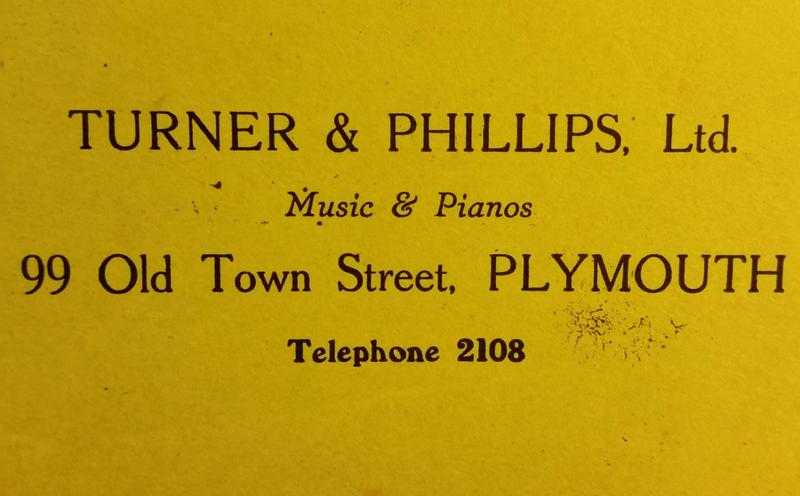 TURNER & PHILLIPS, Ltd.
Music & Pianos
99 Old Town Street, PLYMOUTH
Telephone 2108